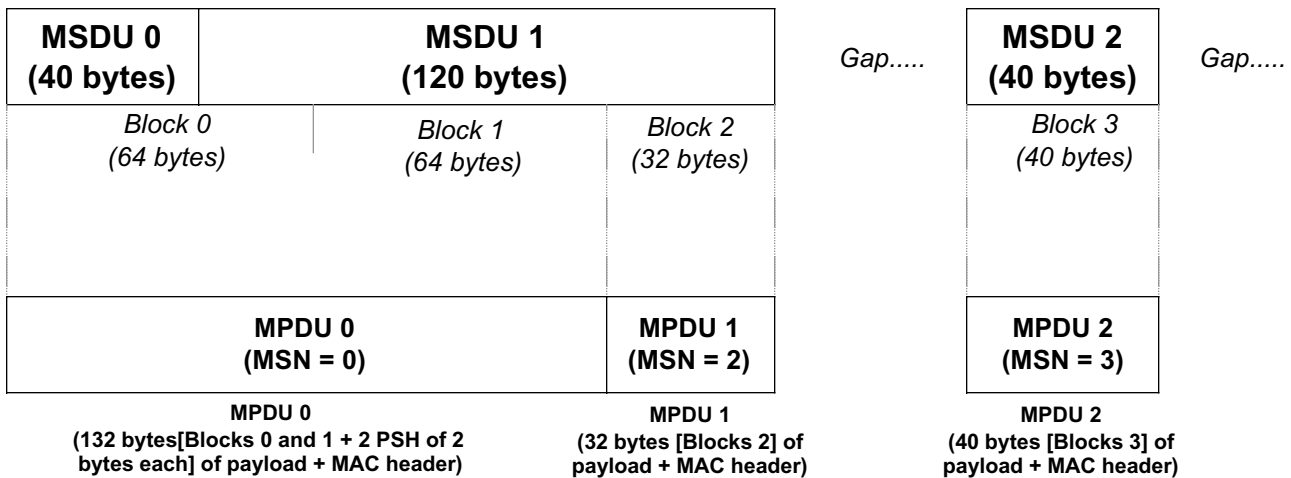 MSDU 0
(40 bytes)
MSDU 1
(120 bytes)
Gap.....
MSDU 2
(40 bytes)
Gap.....
Block 0
(64 bytes)
Block 1
(64 bytes)
Block 2
(32 bytes)
Block 3
(40 bytes)
MPDU 0
(MSN = 0)
MPDU 1
(MSN = 2)
MPDU 2
(MSN = 3)
MPDU 0
(132 bytes[Blocks 0 and 1 + 2 PSH of 2
bytes each] of payload + MAC header)
MPDU 1
(32 bytes [Blocks 2] of
payload + MAC header)
MPDU 2
(40 bytes [Blocks 3] of
payload + MAC header)